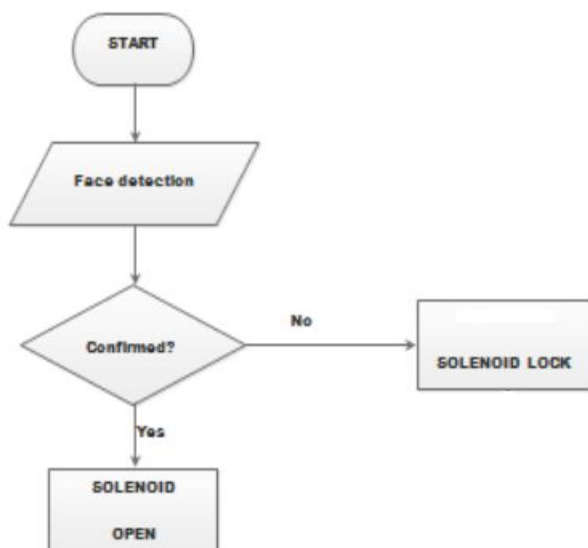 START
Face detection
Confirmed?
No
SOLENOID LOCK
Yes
SOLENOID
OPEN